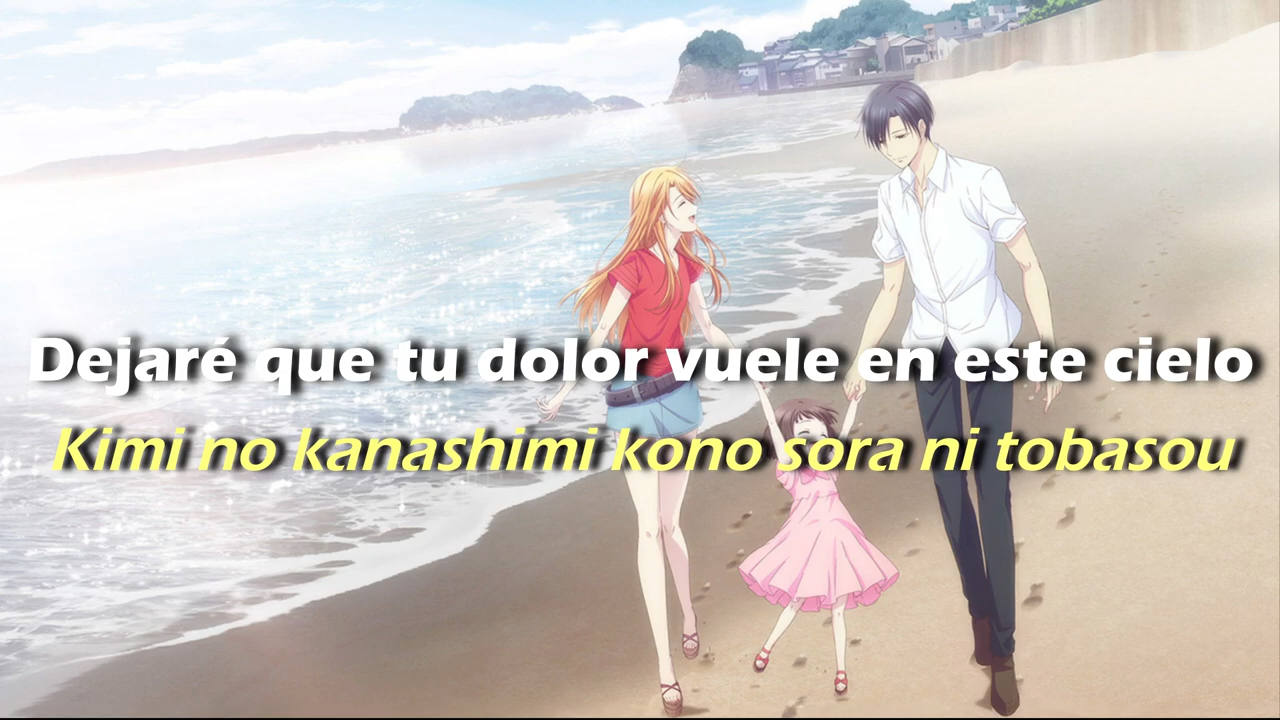 Dejaré que tu dolor vuele en este cielo
Kimi no kanashimi kono sora ni tobasou